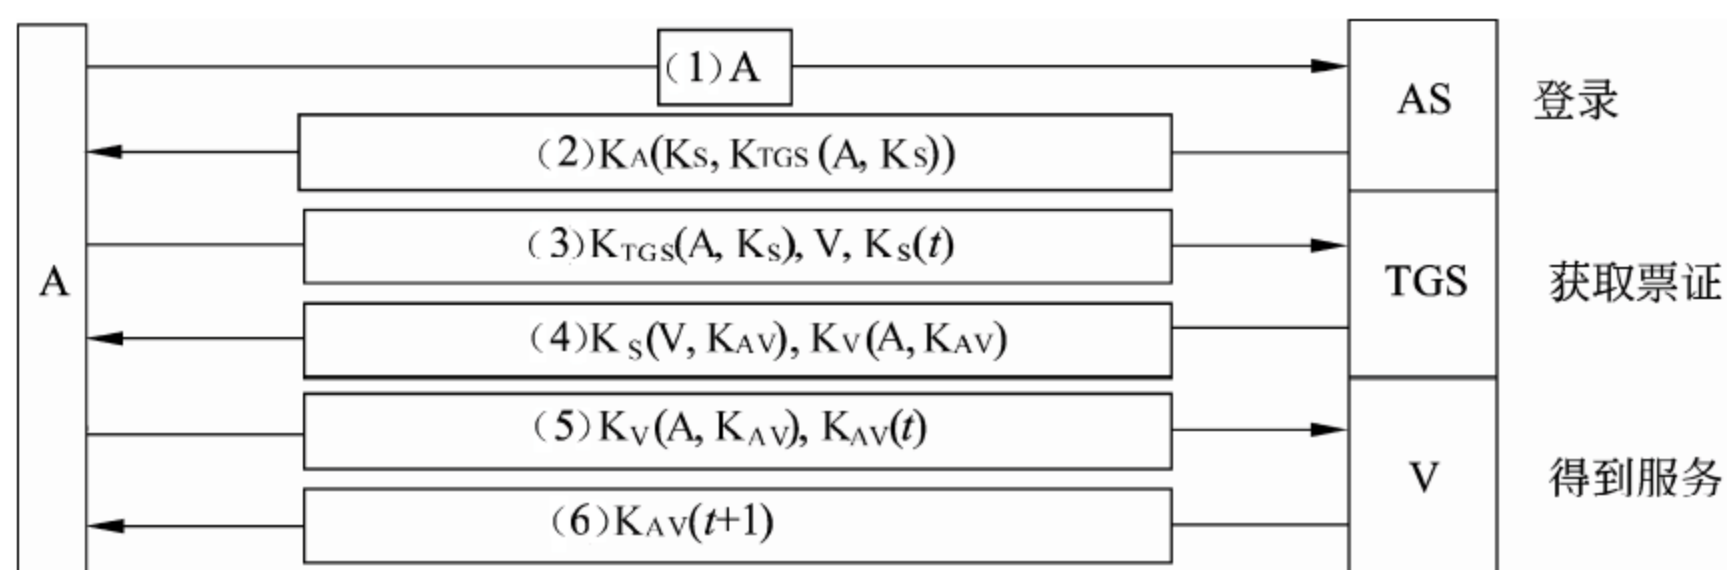 （1）A
AS
登录
（2）KA(KS, KTGS (A, KS))
（3）KTGS(A, KS), V, KS(t)
A
TGS
获取票证
（4）KS(V, KAV), KV(A, KAV)
（5）KV(A, KAV), KAV(t)
V
得到服务
（6）KAV(t+1)